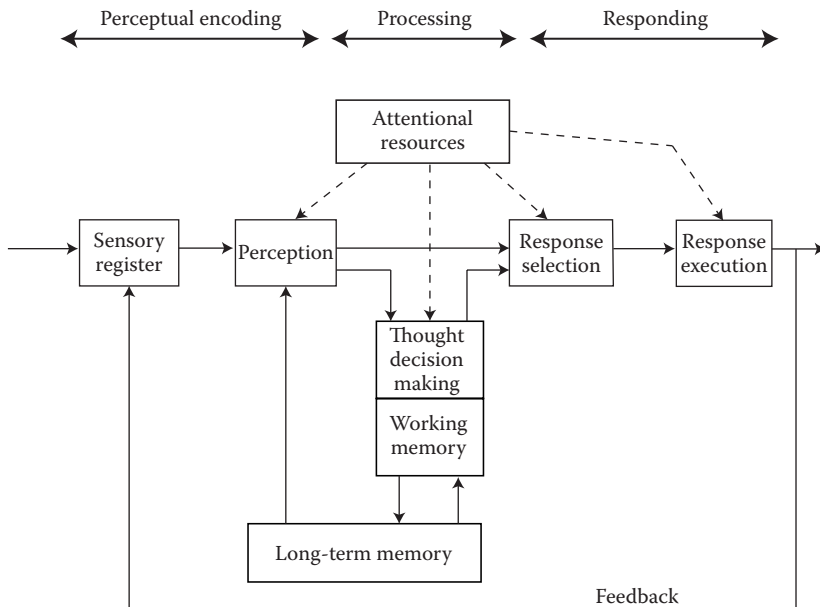 Perceptual encoding
Processing
Responding
Attentional
resources
Sensory
register
Perception
Response
selection
Response
execution
Thought
decision
making
Working
memory
Long-term memory
Feedback